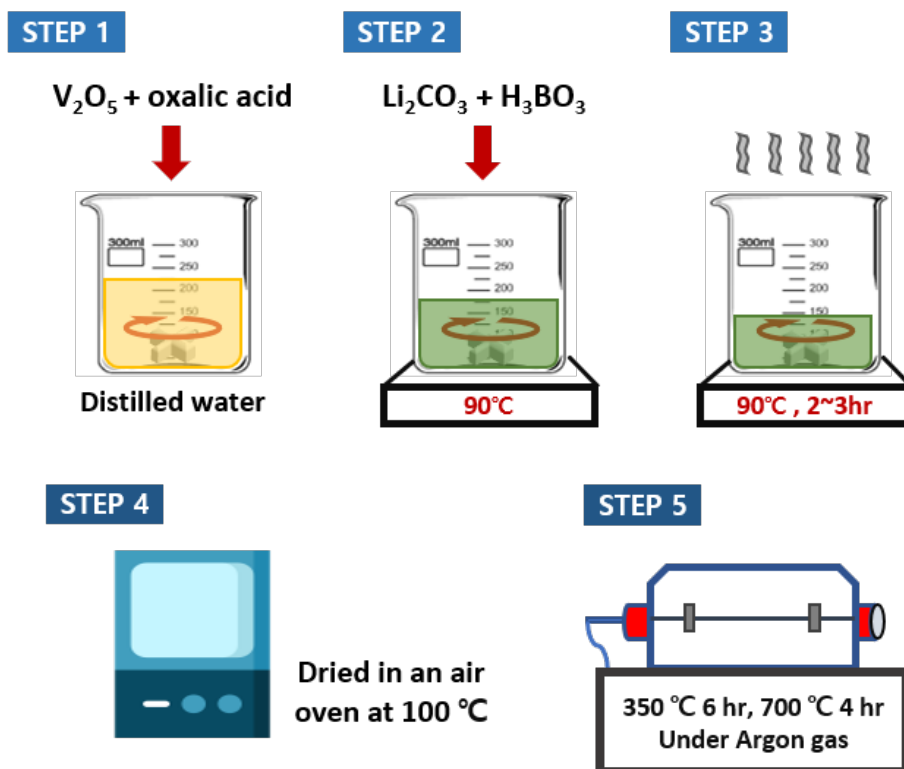 STEP 1
V₂O₅ + oxalic acid
300ml
300
250
200
150
Distilled water
STEP 2
Li₂CO₃ + H₃BO₃
300ml
300
250
200
150
90℃
STEP 3
300ml
300
250
200
150
90℃ , 2~3hr
STEP 4
Dried in an air
oven at 100 ℃
STEP 5
350 ℃ 6 hr, 700 ℃ 4 hr
Under Argon gas